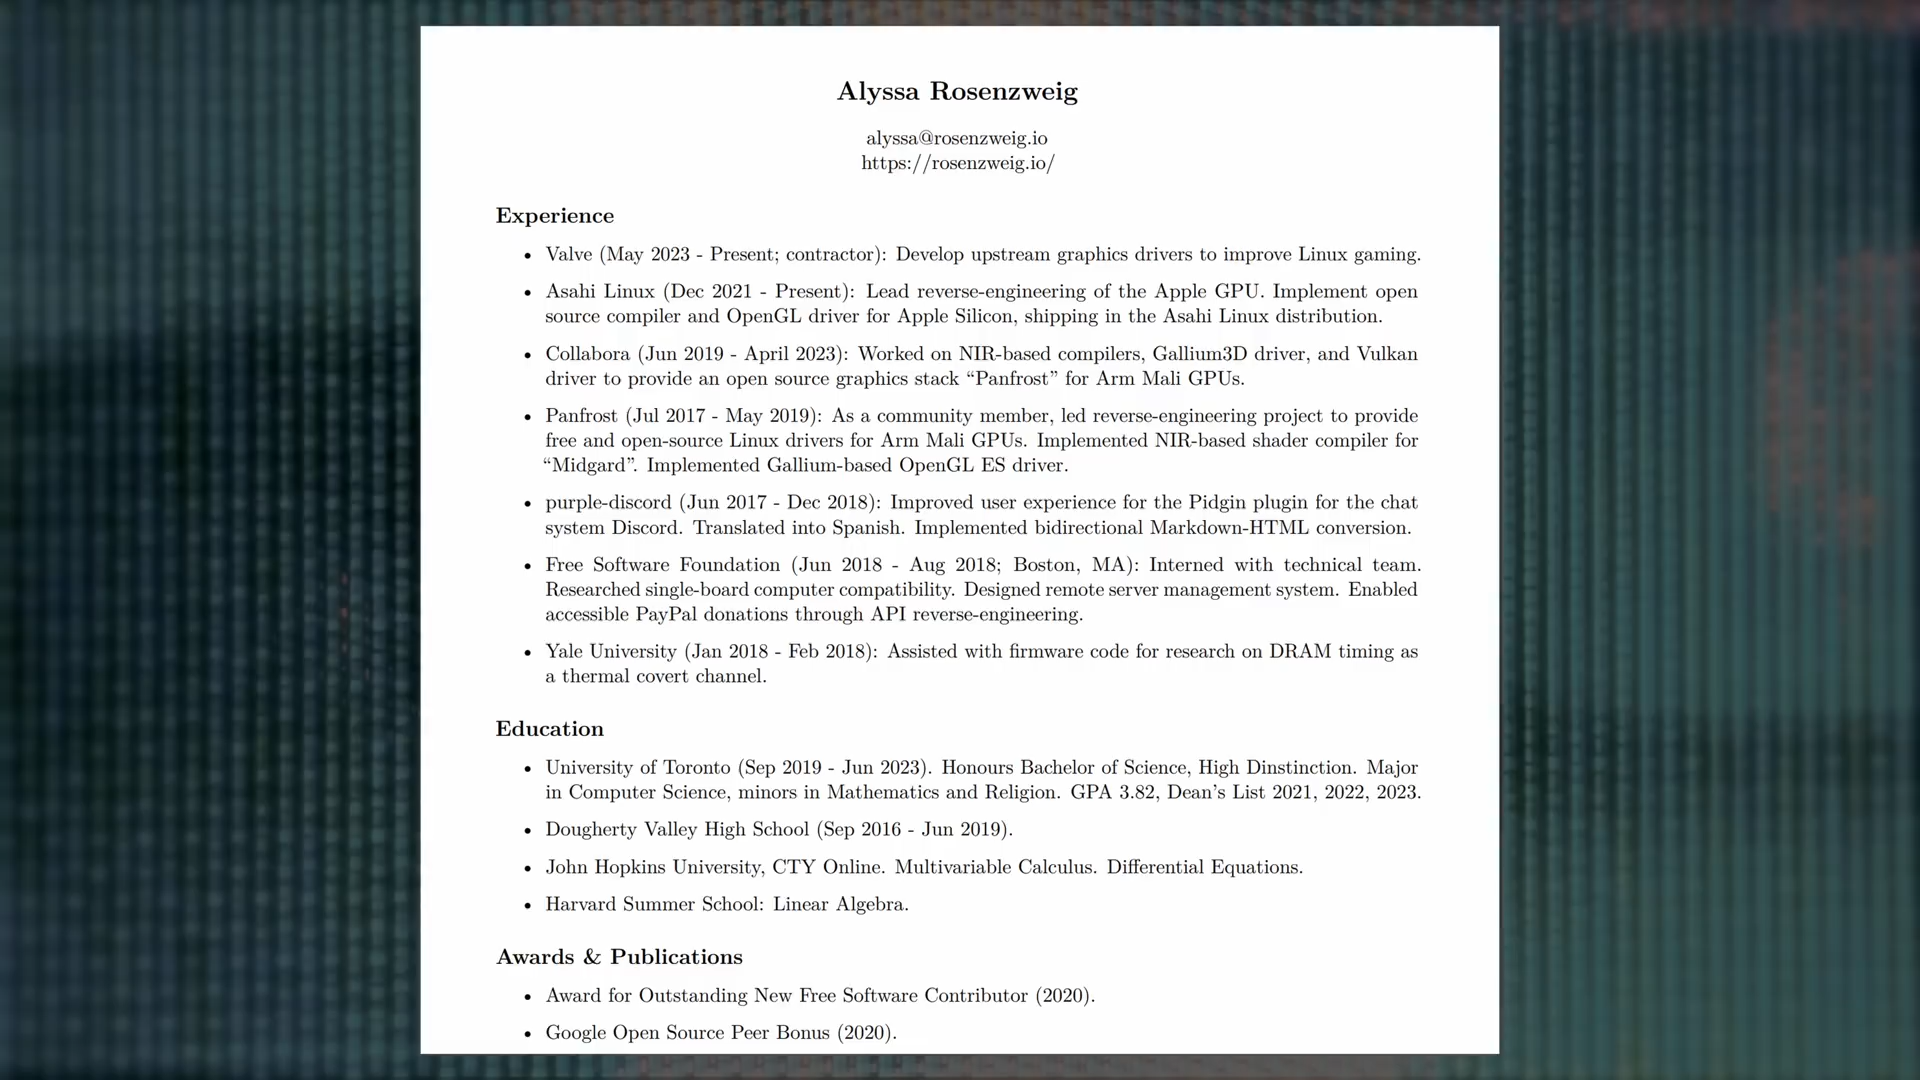 Alyssa Rosenzweig
alyssa@rosenzweig.io
https://rosenzweig.io/
Experience
• Valve (May 2023 - Present; contractor): Develop upstream graphics drivers to improve Linux gaming.
• Asahi Linux (Dec 2021 - Present): Lead reverse-engineering of the Apple GPU. Implement open
source compiler and OpenGL driver for Apple Silicon, shipping in the Asahi Linux distribution.
• Collabora (Jun 2019 - April 2023): Worked on NIR-based compilers, Gallium3D driver, and Vulkan
driver to provide an open source graphics stack “Panfrost” for Arm Mali GPUs.
• Panfrost (Jul 2017 - May 2019): As a community member, led reverse-engineering project to provide
free and open-source Linux drivers for Arm Mali GPUs. Implemented NIR-based shader compiler for
“Midgard”. Implemented Gallium-based OpenGL ES driver.
• purple-discord (Jun 2017 - Dec 2018): Improved user experience for the Pidgin plugin for the chat
system Discord. Translated into Spanish. Implemented bidirectional Markdown-HTML conversion.
• Free Software Foundation (Jun 2018 - Aug 2018; Boston, MA): Interned with technical team.
Researched single-board computer compatibility. Designed remote server management system. Enabled
accessible PayPal donations through API reverse-engineering.
• Yale University (Jan 2018 - Feb 2018): Assisted with firmware code for research on DRAM timing as
a thermal covert channel.
Education
• University of Toronto (Sep 2019 - Jun 2023). Honours Bachelor of Science, High Dinstinction. Major
in Computer Science, minors in Mathematics and Religion. GPA 3.82, Dean’s List 2021, 2022, 2023.
• Dougherty Valley High School (Sep 2016 - Jun 2019).
• John Hopkins University, CTY Online. Multivariable Calculus. Differential Equations.
• Harvard Summer School: Linear Algebra.
Awards & Publications
• Award for Outstanding New Free Software Contributor (2020).
• Google Open Source Peer Bonus (2020).